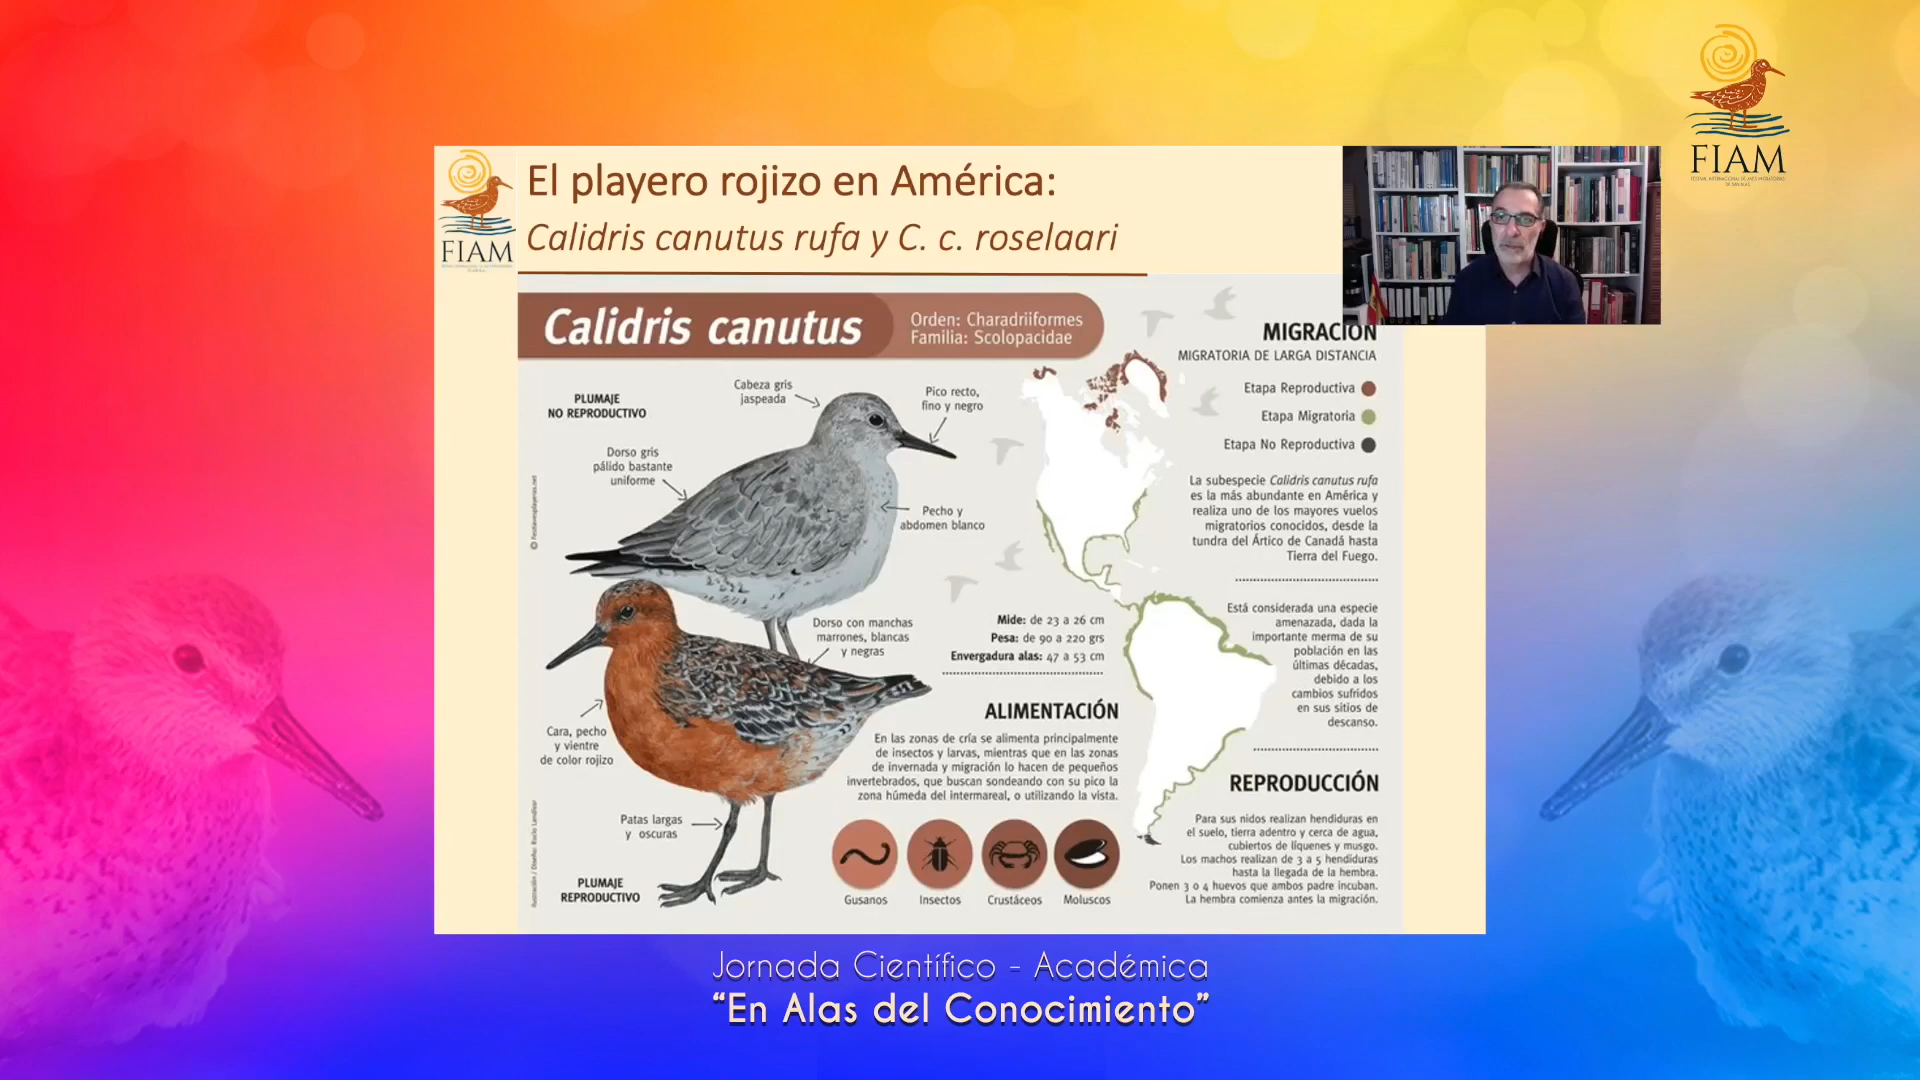 FIAM
FIAM
El playero rojizo en América:
Calidris canutus rufa y C. c. roselaari
Calidris canutus
Orden: Charadriiformes
Familia: Scolopacidae
PLUMAJE
NO REPRODUCTIVO
Cabeza gris
jaspeada
Pico recto,
fino y negro
Dorso gris
pálido bastante
uniforme
Pecho y
abdomen blanco
Dorso con manchas
marrones, blancas
y negras
Cara, pecho
y vientre
de color rojizo
Patas largas
y oscuras
PLUMAJE
REPRODUCTIVO
Mide: de 23 a 26 cm
Pesa: de 90 a 220 grs
Envergadura alas: 47 a 53 cm
ALIMENTACIÓN
En las zonas de cría se alimenta principalmente
de insectos y larvas, mientras que en las zonas
de invernada y migración lo hacen de pequeños
invertebrados, que buscan sondeando con su pico la
zona húmeda del intermareal, o utilizando la vista.
Gusanos
Insectos
Crustáceos
Moluscos
MIGRACIÓN
MIGRATORIA DE LARGA DISTANCIA
Etapa Reproductiva
Etapa Migratoria
Etapa No Reproductiva
La subespecie Calidris canutus rufa
es la más abundante en América y
realiza uno de los mayores vuelos
migratorios conocidos, desde la
tundra del Ártico de Canadá hasta
Tierra del Fuego.
Está considerada una especie
amenazada, dada la
importante merma de su
población en las
últimas décadas,
debido a los
cambios sufridos
en sus sitios de
descanso.
REPRODUCCIÓN
Para sus nidos realizan hendiduras en
el suelo, tierra adentro y cerca de agua,
cubiertos de líquenes y musgo.
Los machos realizan de 3 a 5 hendiduras
hasta la llegada de la hembra.
Ponen 3 o 4 huevos que ambos padre incuban.
La hembra comienza antes la migración.
Jornada Científico - Académica
“En Alas del Conocimiento”